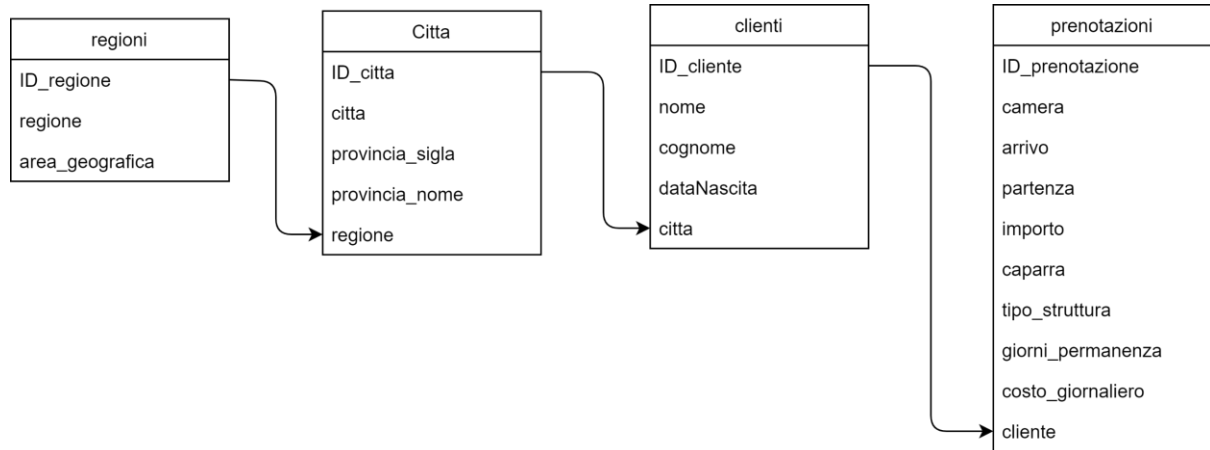 regioni
ID_regione
regione
area_geografica
Citta
ID_citta
citta
provincia_sigla
provincia_nome
regione
clienti
ID_cliente
nome
cognome
dataNascita
citta
prenotazioni
ID_prenotazione
camera
arrivo
partenza
importo
caparra
tipo_struttura
giorni_permanenza
costo_giornaliero
cliente